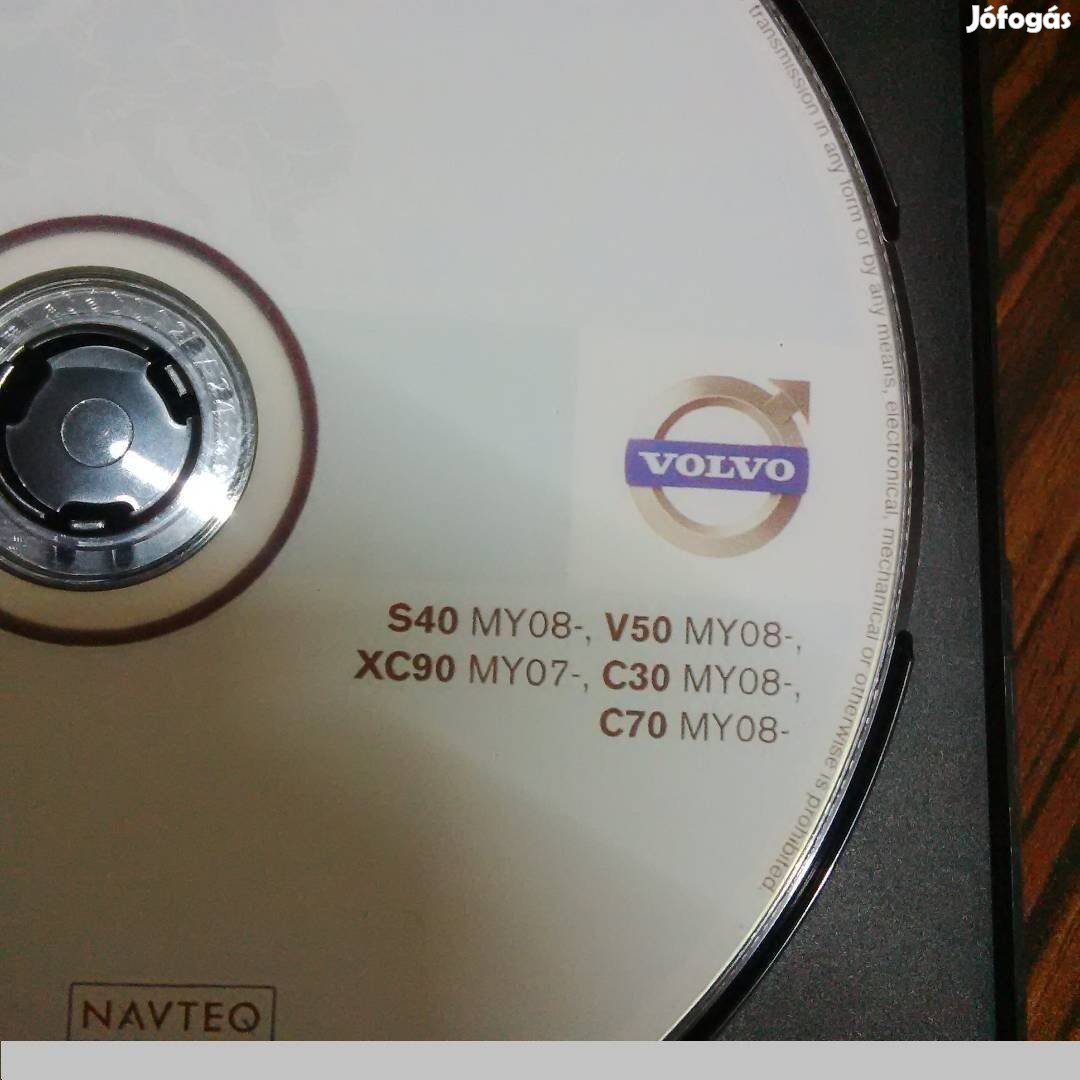 Jófogás
transmission in any form or by any means, electronical, mechanical or otherwise is prohibited.
VOLVO
S40 MY08-, V50 MY08-,
XC90 MY07-, C30 MY08-,
C70 MY08-
NAVTEQ